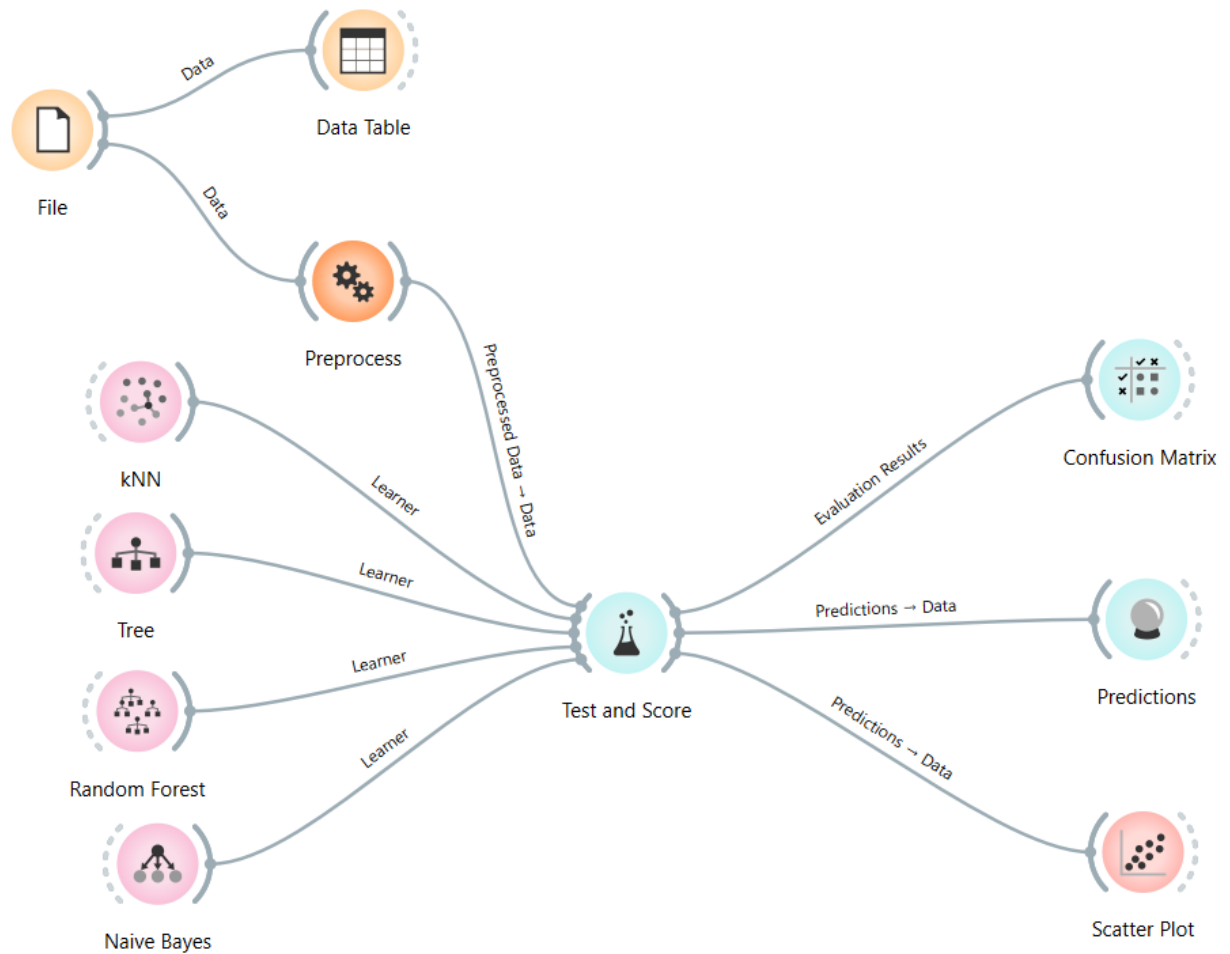 Data
Data Table
File
Data
Preprocess
Preprocessed Data → Data
kNN
Learner
Evaluation Results
Confusion Matrix
Tree
Learner
Predictions → Data
Predictions
Random Forest
Learner
Test and Score
Predictions → Data
Naive Bayes
Learner
Scatter Plot